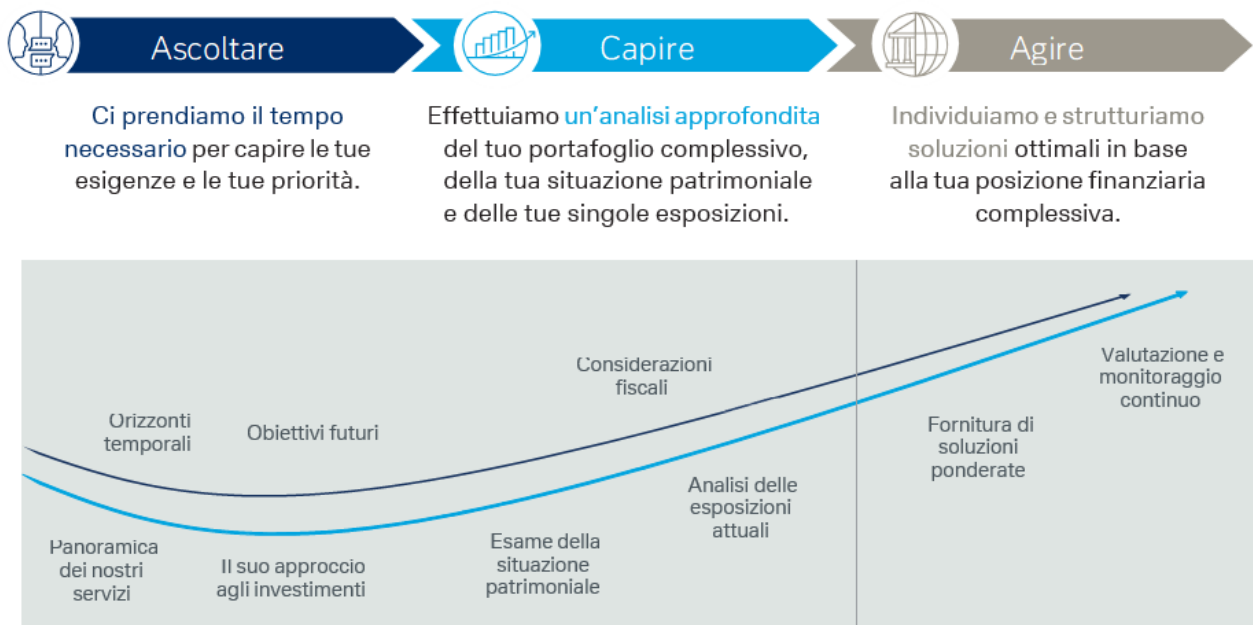 Ascoltare
Capire
Agire
Ci prendiamo il tempo
necessario per capire le tue
esigenze e le tue priorità.
Effettuiamo un'analisi approfondita
del tuo portafoglio complessivo,
della tua situazione patrimoniale
e delle tue singole esposizioni.
Individuiamo e strutturiamo
soluzioni ottimali in base
alla tua posizione finanziaria
complessiva.
Orizzonti
temporali
Obiettivi futuri
Considerazioni
fiscali
Valutazione e
monitoraggio
continuo
Panoramica
dei nostri
servizi
Il suo approccio
agli investimenti
Esame della
situazione
patrimoniale
Analisi delle
esposizioni
attuali
Fornitura di
soluzioni
ponderate